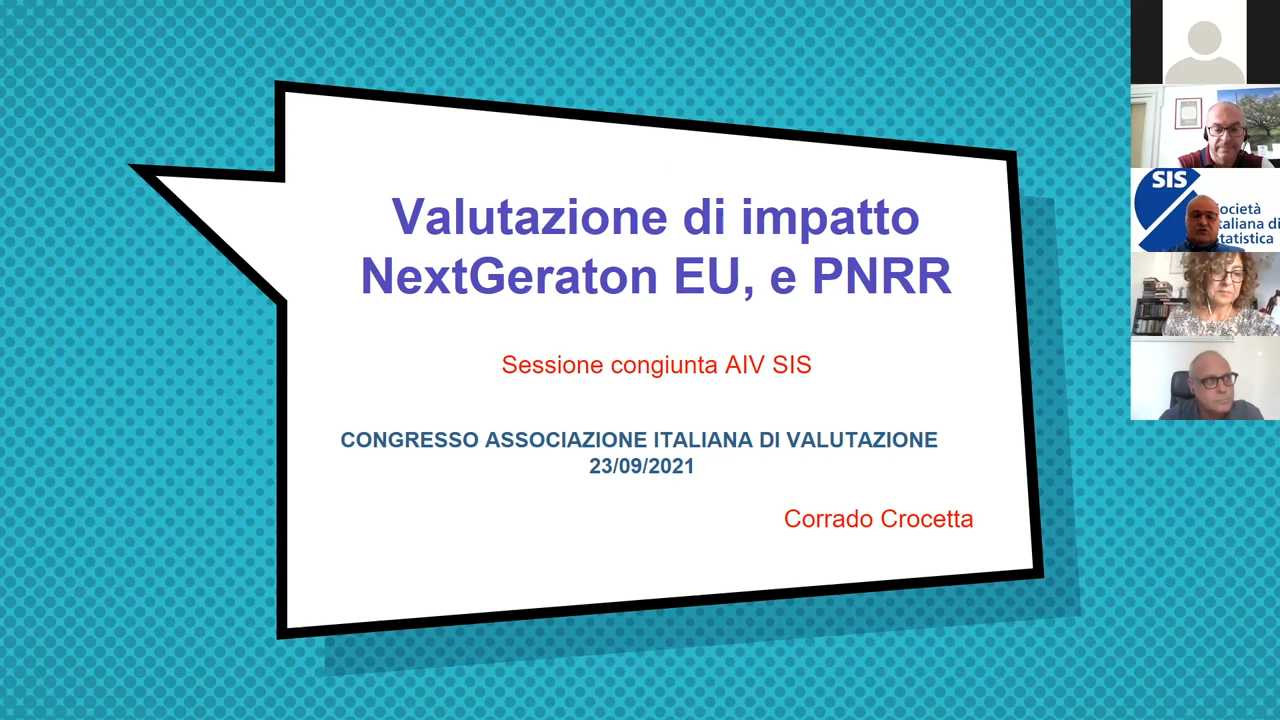 Valutazione di impatto
NextGeraton EU, e PNRR
Sessione congiunta AIV SIS
CONGRESSO ASSOCIAZIONE ITALIANA DI VALUTAZIONE
23/09/2021
Corrado Crocetta
SIS
ocietà
taliana di
tatistica